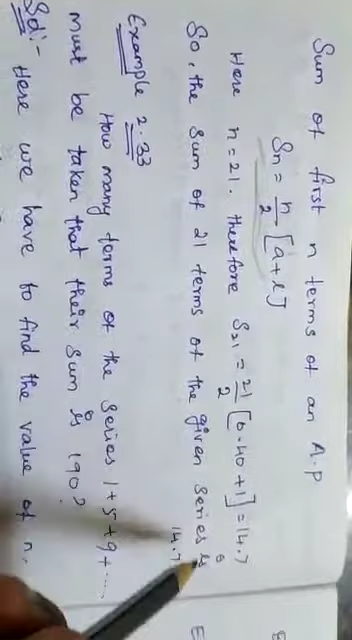 Sum of first n terms of an A.P
Sn = n/2 [a+l]
Here n=21. therefore S21 = 21/2 [0.40+1] = 14.7
So, the sum of 21 terms of the given series is
14.7
Example 2.33
How many terms of the series 1+5+9+....
must be taken that their sum is 190?
Sol:- Here we have to find the value of n.